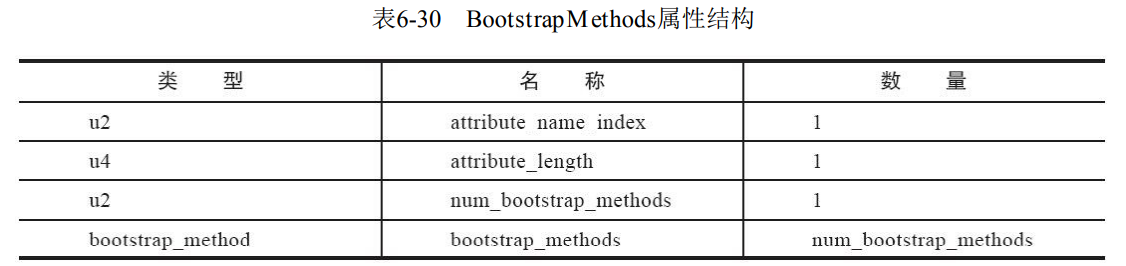 表6-30 BootstrapMethods属性结构
类 型 名 称 数 量
u2 attribute name index 1
u4 attribute_length 1
u2 num_bootstrap_methods 1
bootstrap_method bootstrap_methods num_bootstrap_methods